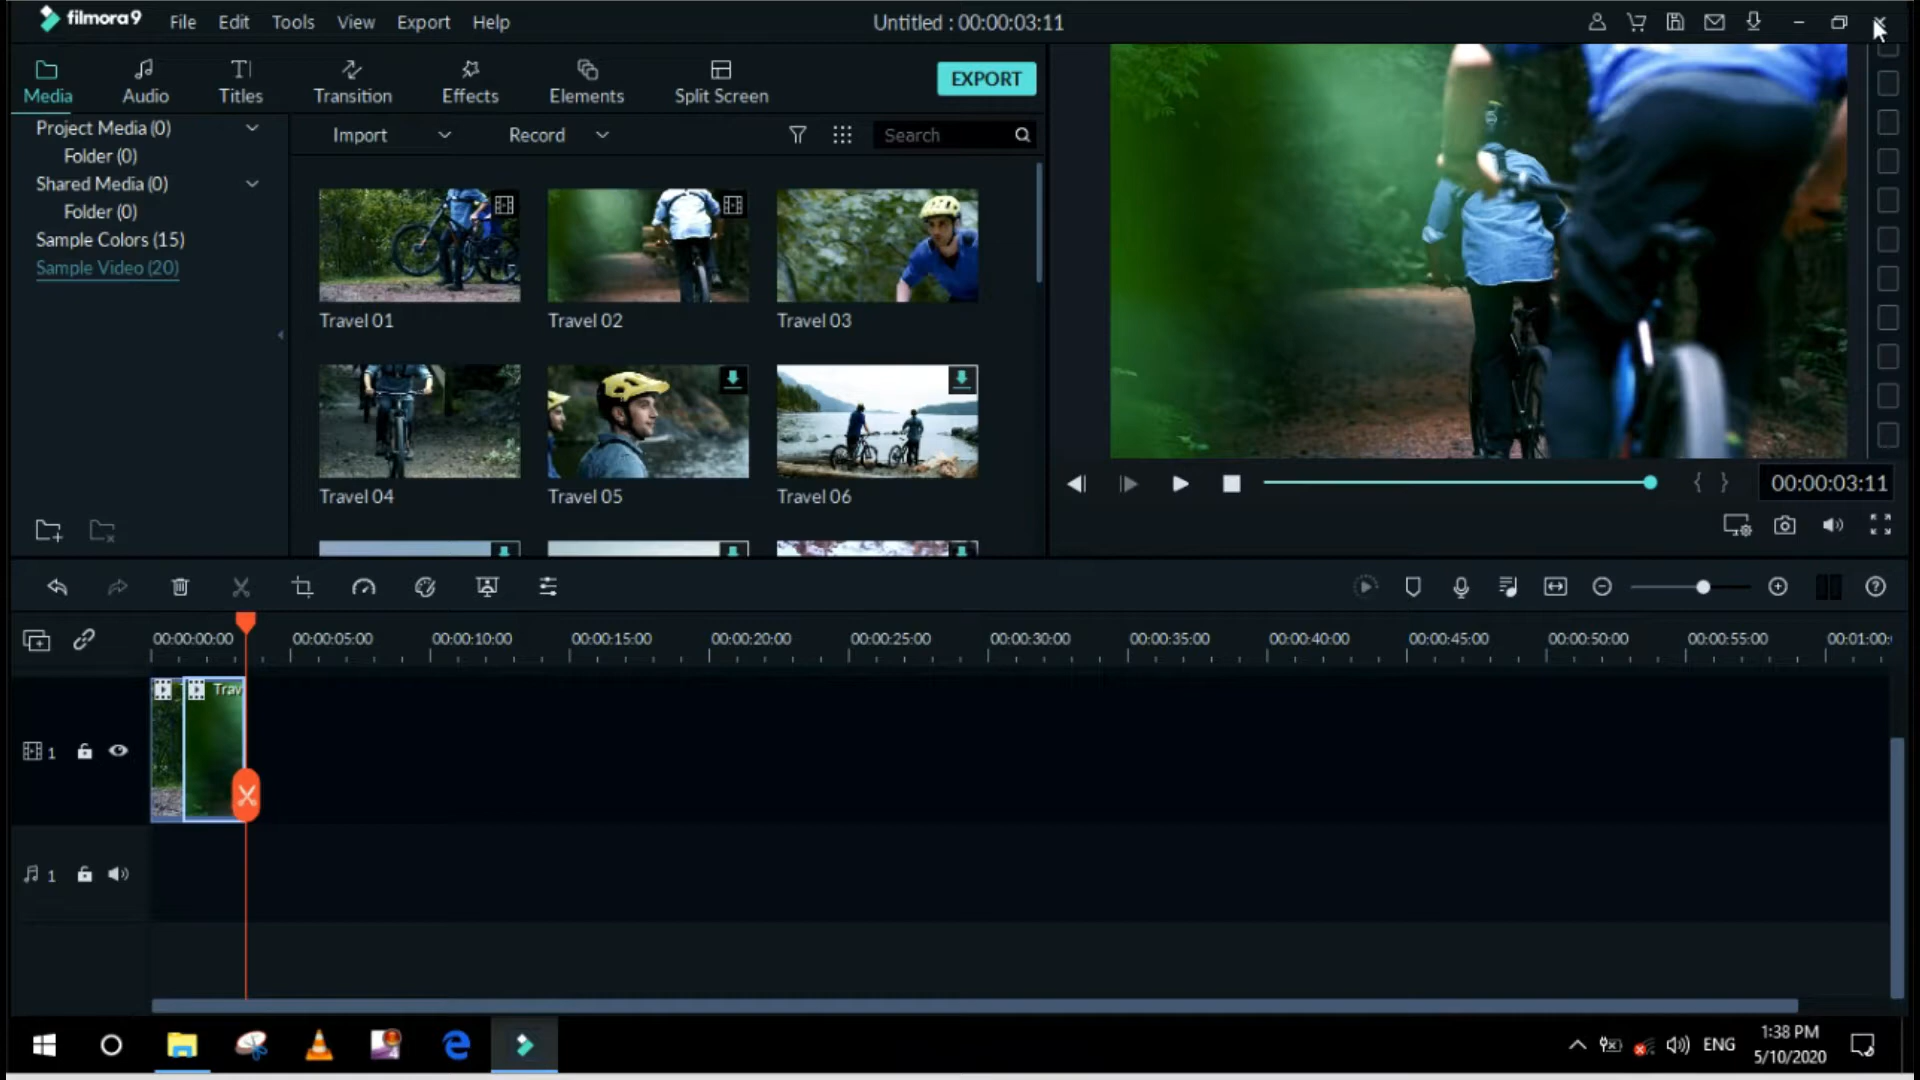 filmora9 File Edit Tools View Export Help Untitled : 00:00:03:11
Media Audio Titles Transition Effects Elements Split Screen EXPORT
Project Media (0)
Folder (0)
Shared Media (0)
Folder (0)
Sample Colors (15)
Sample Video (20)
Import Record Search
Travel 01 Travel 02 Travel 03
Travel 04 Travel 05 Travel 06
00:00:03:11
00:00:00:00 00:00:05:00 00:00:10:00 00:00:15:00 00:00:20:00 00:00:25:00 00:00:30:00 00:00:35:00 00:00:40:00 00:00:45:00 00:00:50:00 00:00:55:00 00:01:00:
Trav
1
1
4
ENG
1:38 PM
5/10/2020